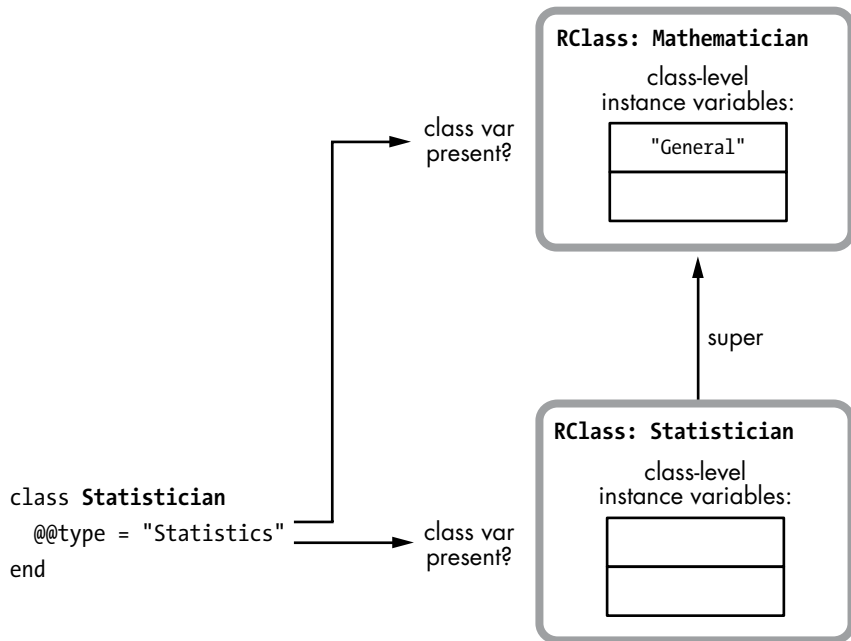 RClass: Mathematician
class-level
instance variables:
"General"
class var
present?
super
RClass: Statistician
class-level
instance variables:
class Statistician
  @@type = "Statistics"
end
class var
present?